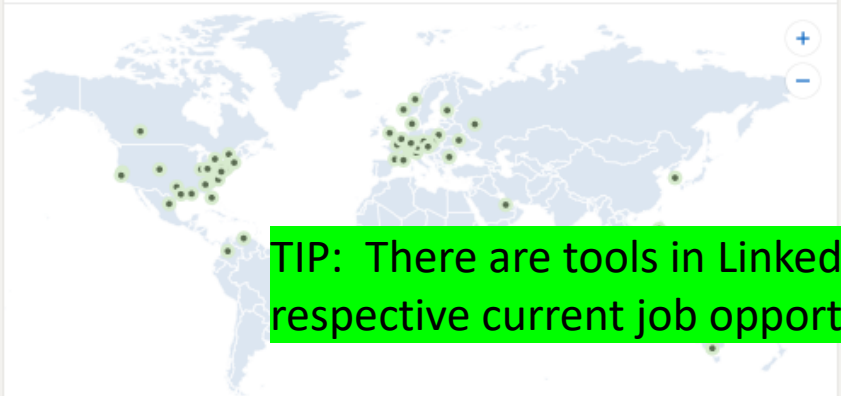 +
−
TIP:  There are tools in Linked
respective current job opport